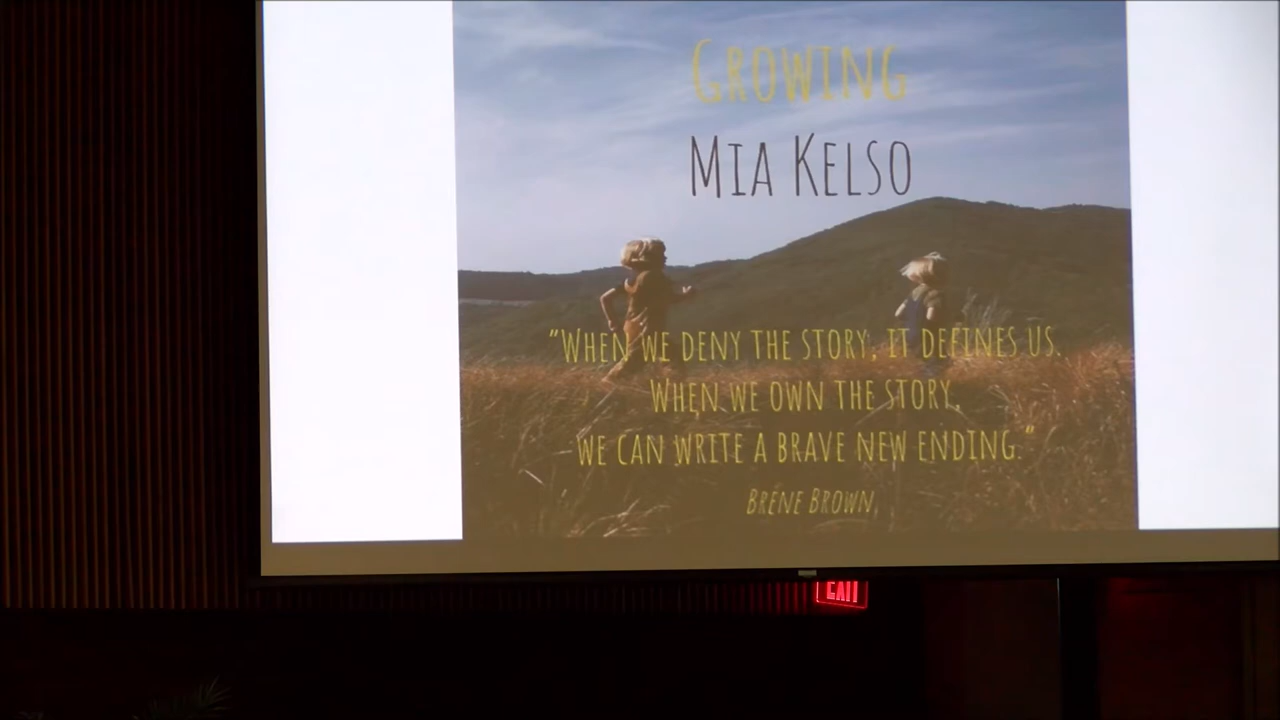 GROWING
MIA KELSO
"WHEN WE DENY THE STORY, IT DEFINES US.
WHEN WE OWN THE STORY,
WE CAN WRITE A BRAVE NEW ENDING."
BRENÉ BROWN,
EXIT